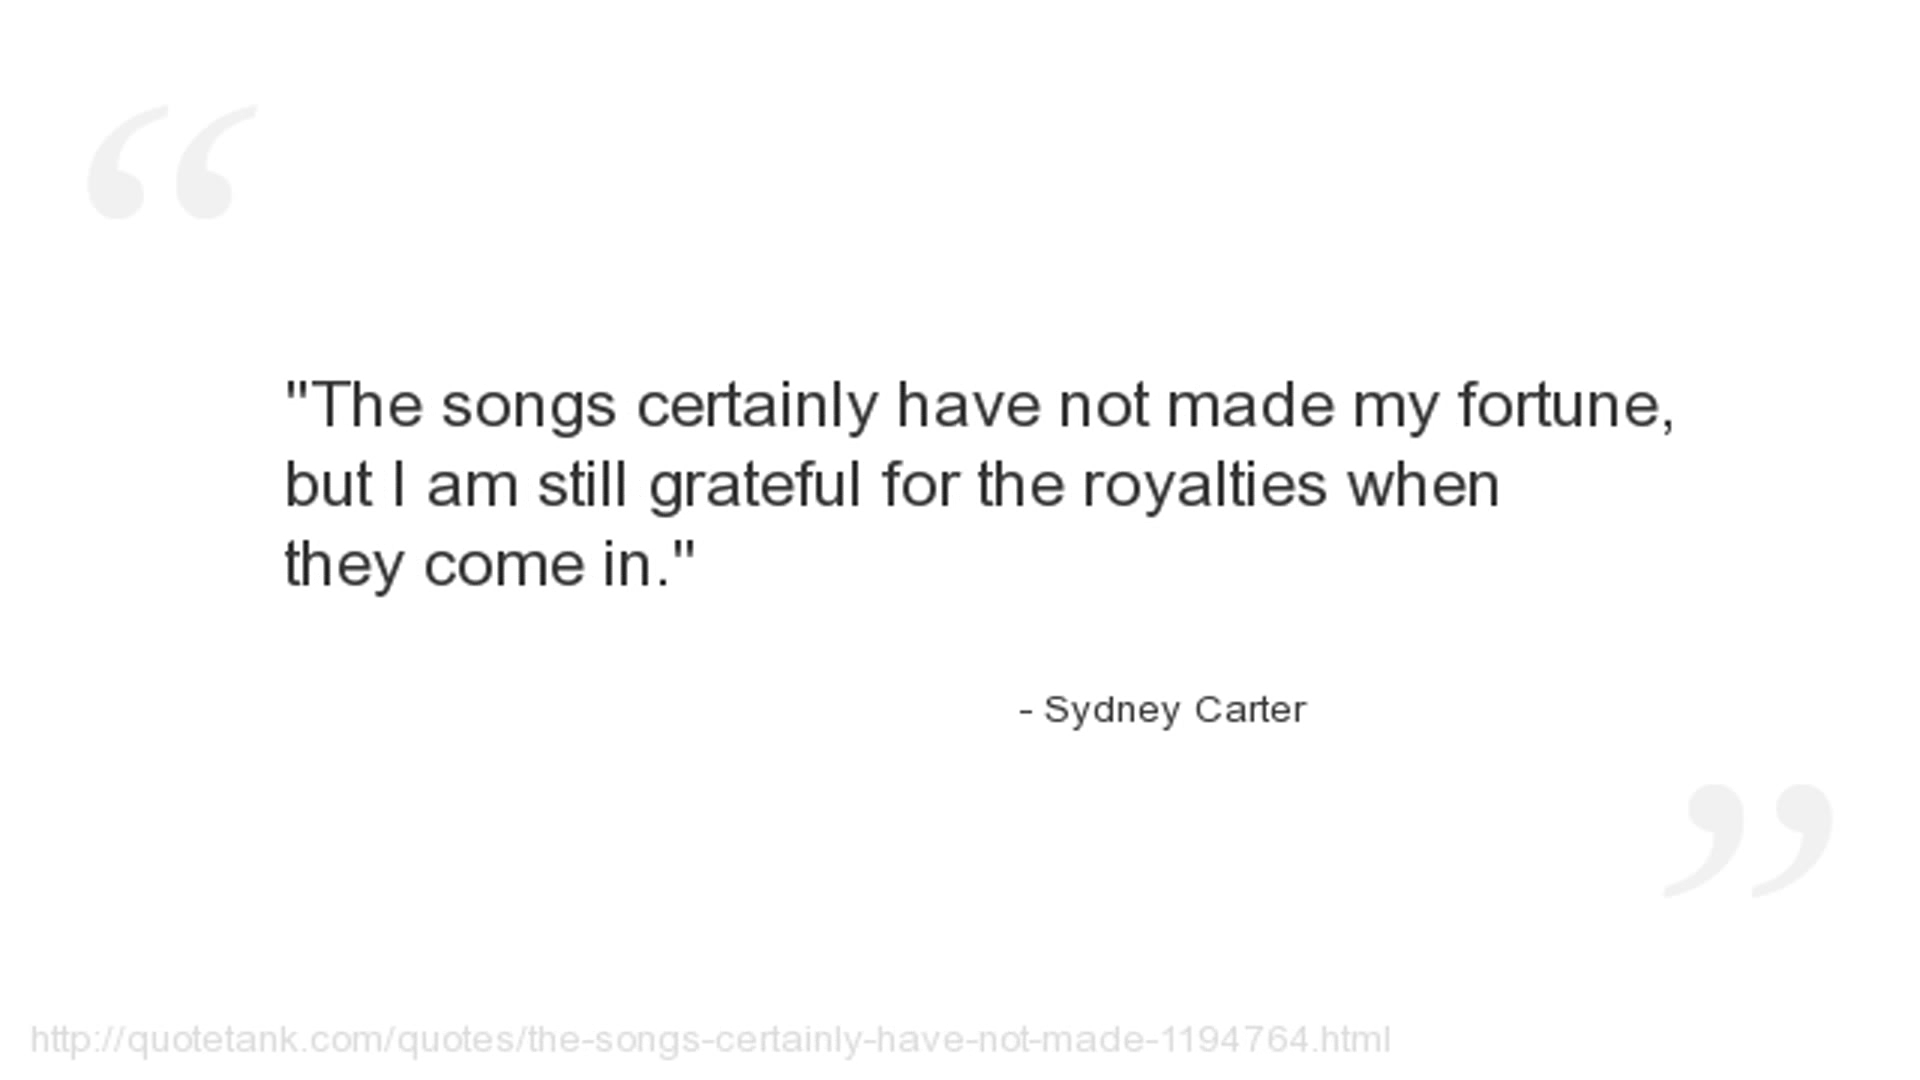 "The songs certainly have not made my fortune,
but I am still grateful for the royalties when
they come in."
- Sydney Carter
http://quotetank.com/quotes/the-songs-certainly-have-not-made-1194764.html